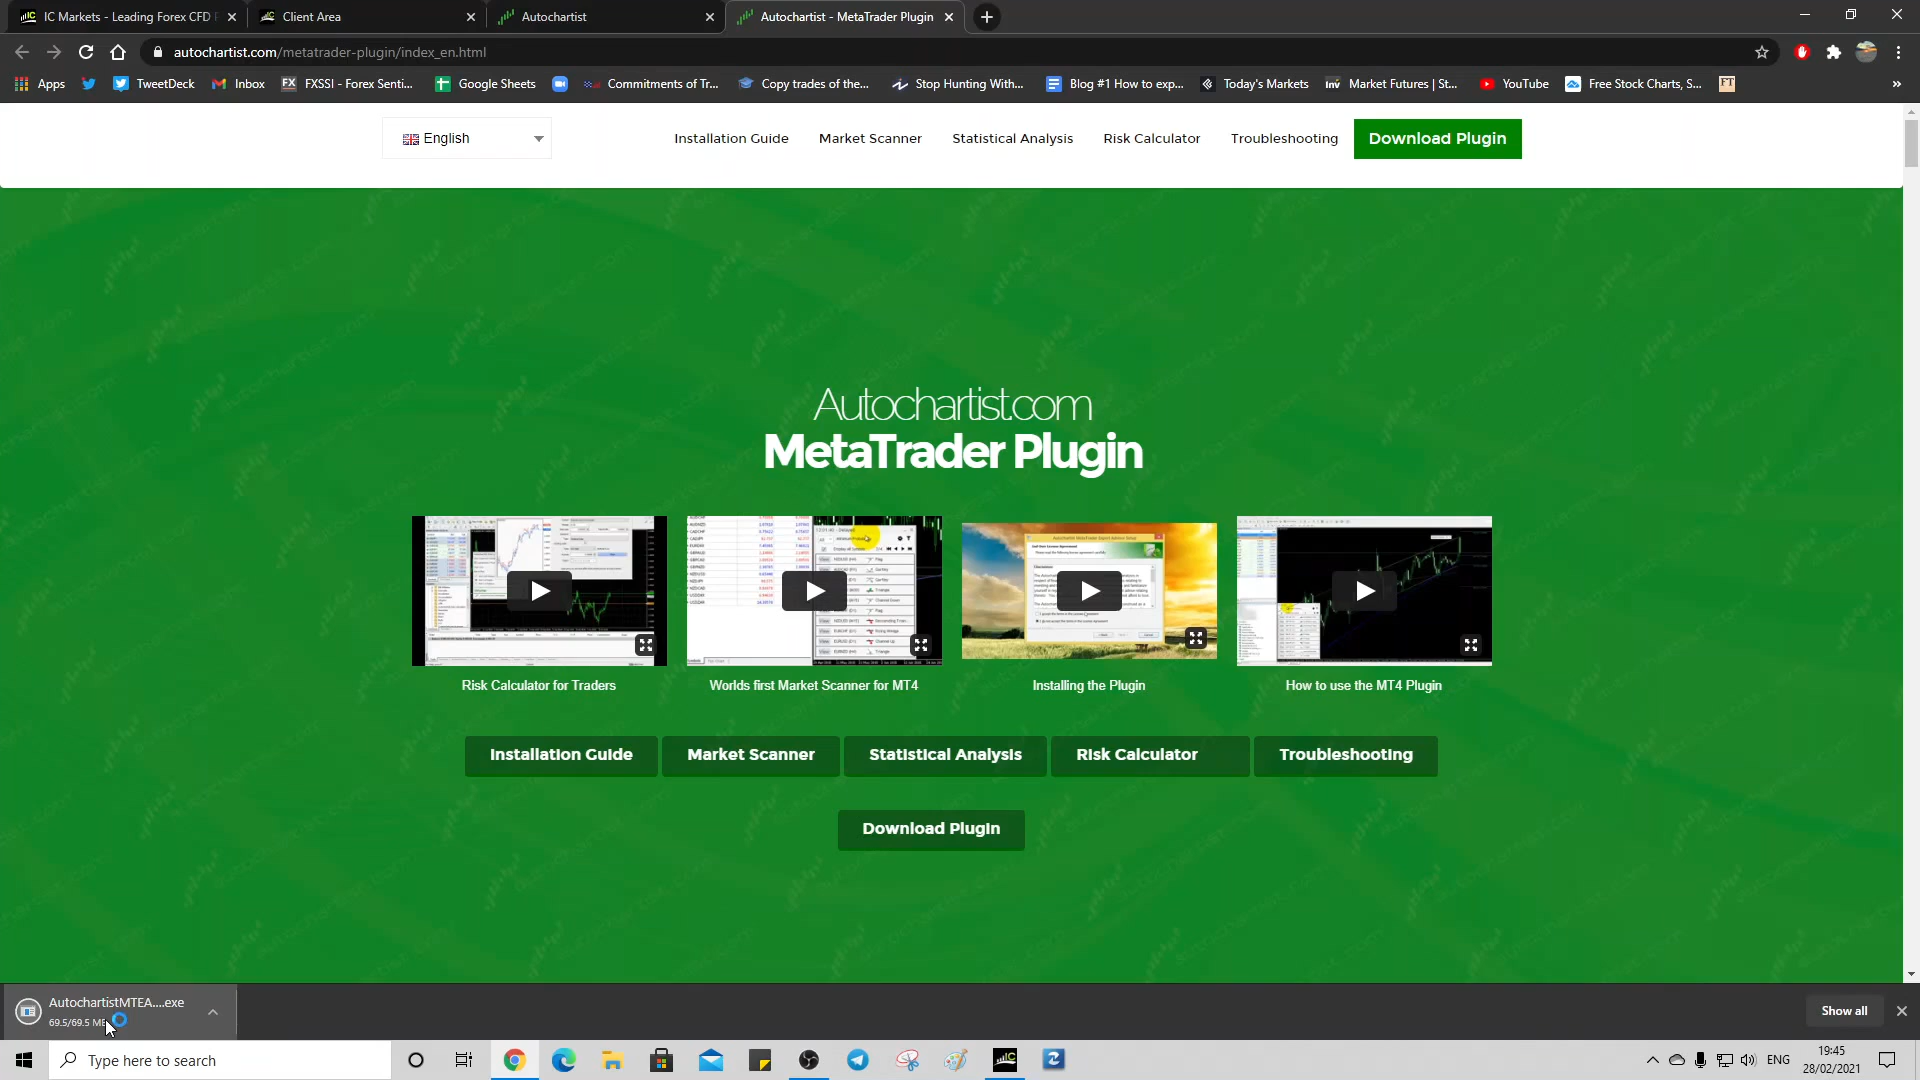 IC Markets - Leading Forex CFD
Client Area
Autochartist
Autochartist - MetaTrader Plugin
autochartist.com/metatrader-plugin/index_en.html
Apps
TweetDeck
Inbox
FXSSI - Forex Senti...
Google Sheets
Commitments of Tr...
Copy trades of the...
Stop Hunting With...
Blog #1 How to exp...
Today's Markets
Market Futures | St...
YouTube
Free Stock Charts, S...
English
Installation Guide
Market Scanner
Statistical Analysis
Risk Calculator
Troubleshooting
Download Plugin
Autochartist.com
MetaTrader Plugin
Risk Calculator for Traders
Worlds first Market Scanner for MT4
Installing the Plugin
How to use the MT4 Plugin
Installation Guide
Market Scanner
Statistical Analysis
Risk Calculator
Troubleshooting
Download Plugin
AutochartistMTEA....exe
69.5/69.5 MB
Show all
Type here to search
ENG
19:45
28/02/2021